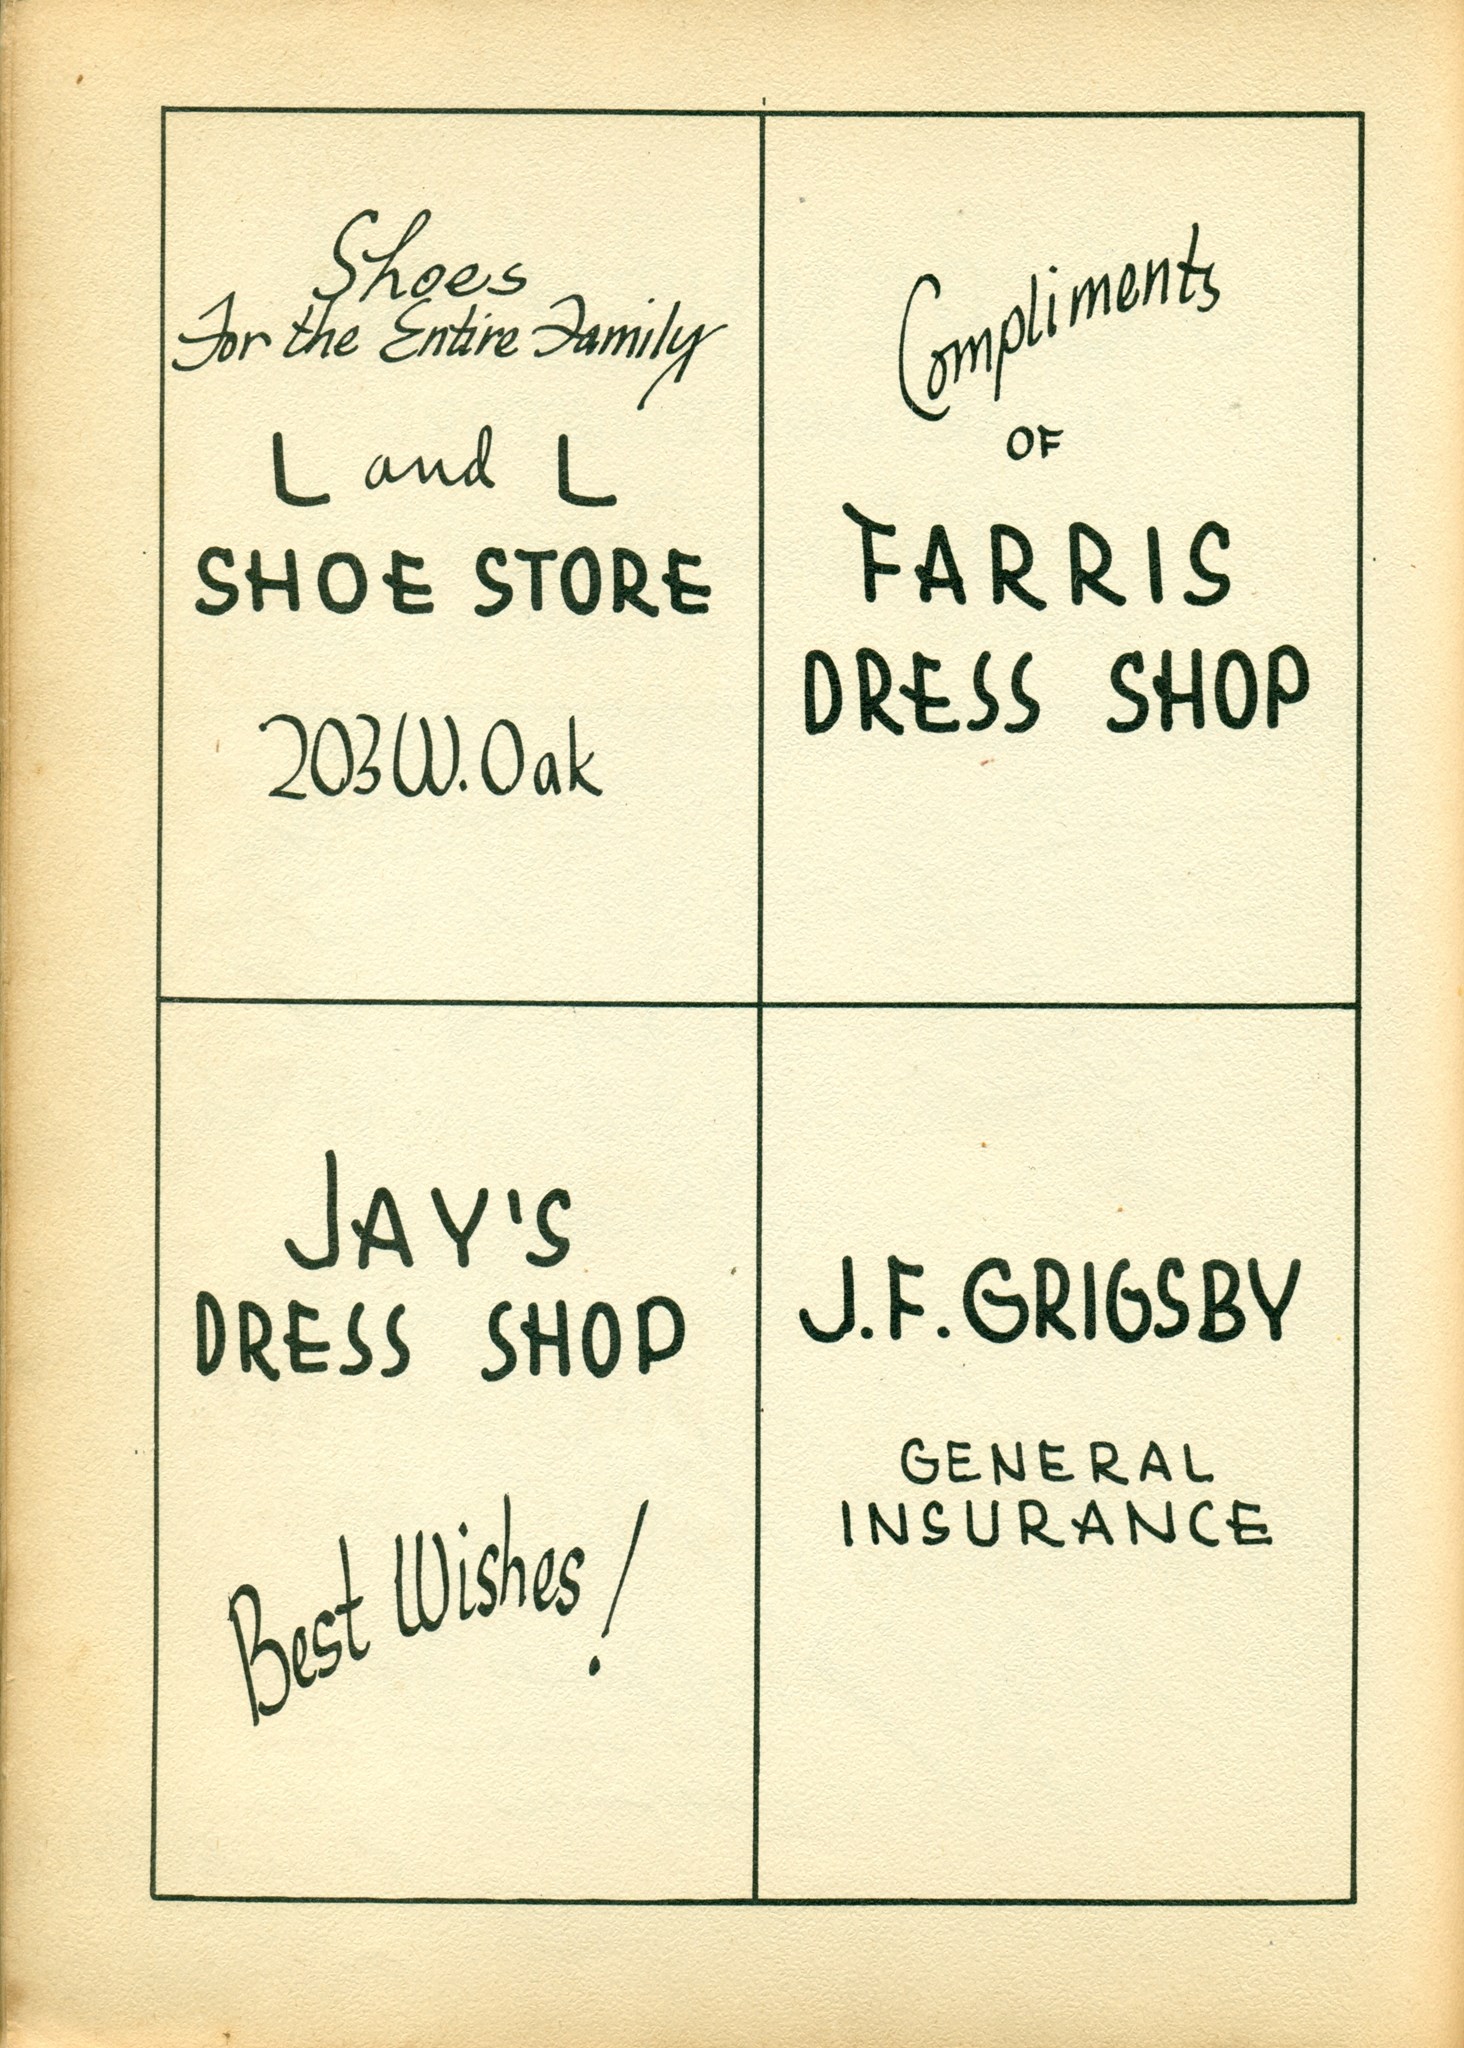 Shoes
For the Entire Family
L and L
SHOE STORE
203 W. Oak
Compliments
OF
FARRIS
DRESS SHOP
JAY'S
DRESS SHOP
Best Wishes!
J.F. GRIGSBY
GENERAL
INSURANCE